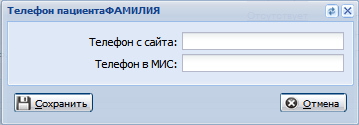 Телефон пациентаФАМИЛИЯ
Телефон с сайта:
Телефон в МИС:
Сохранить
Отмена